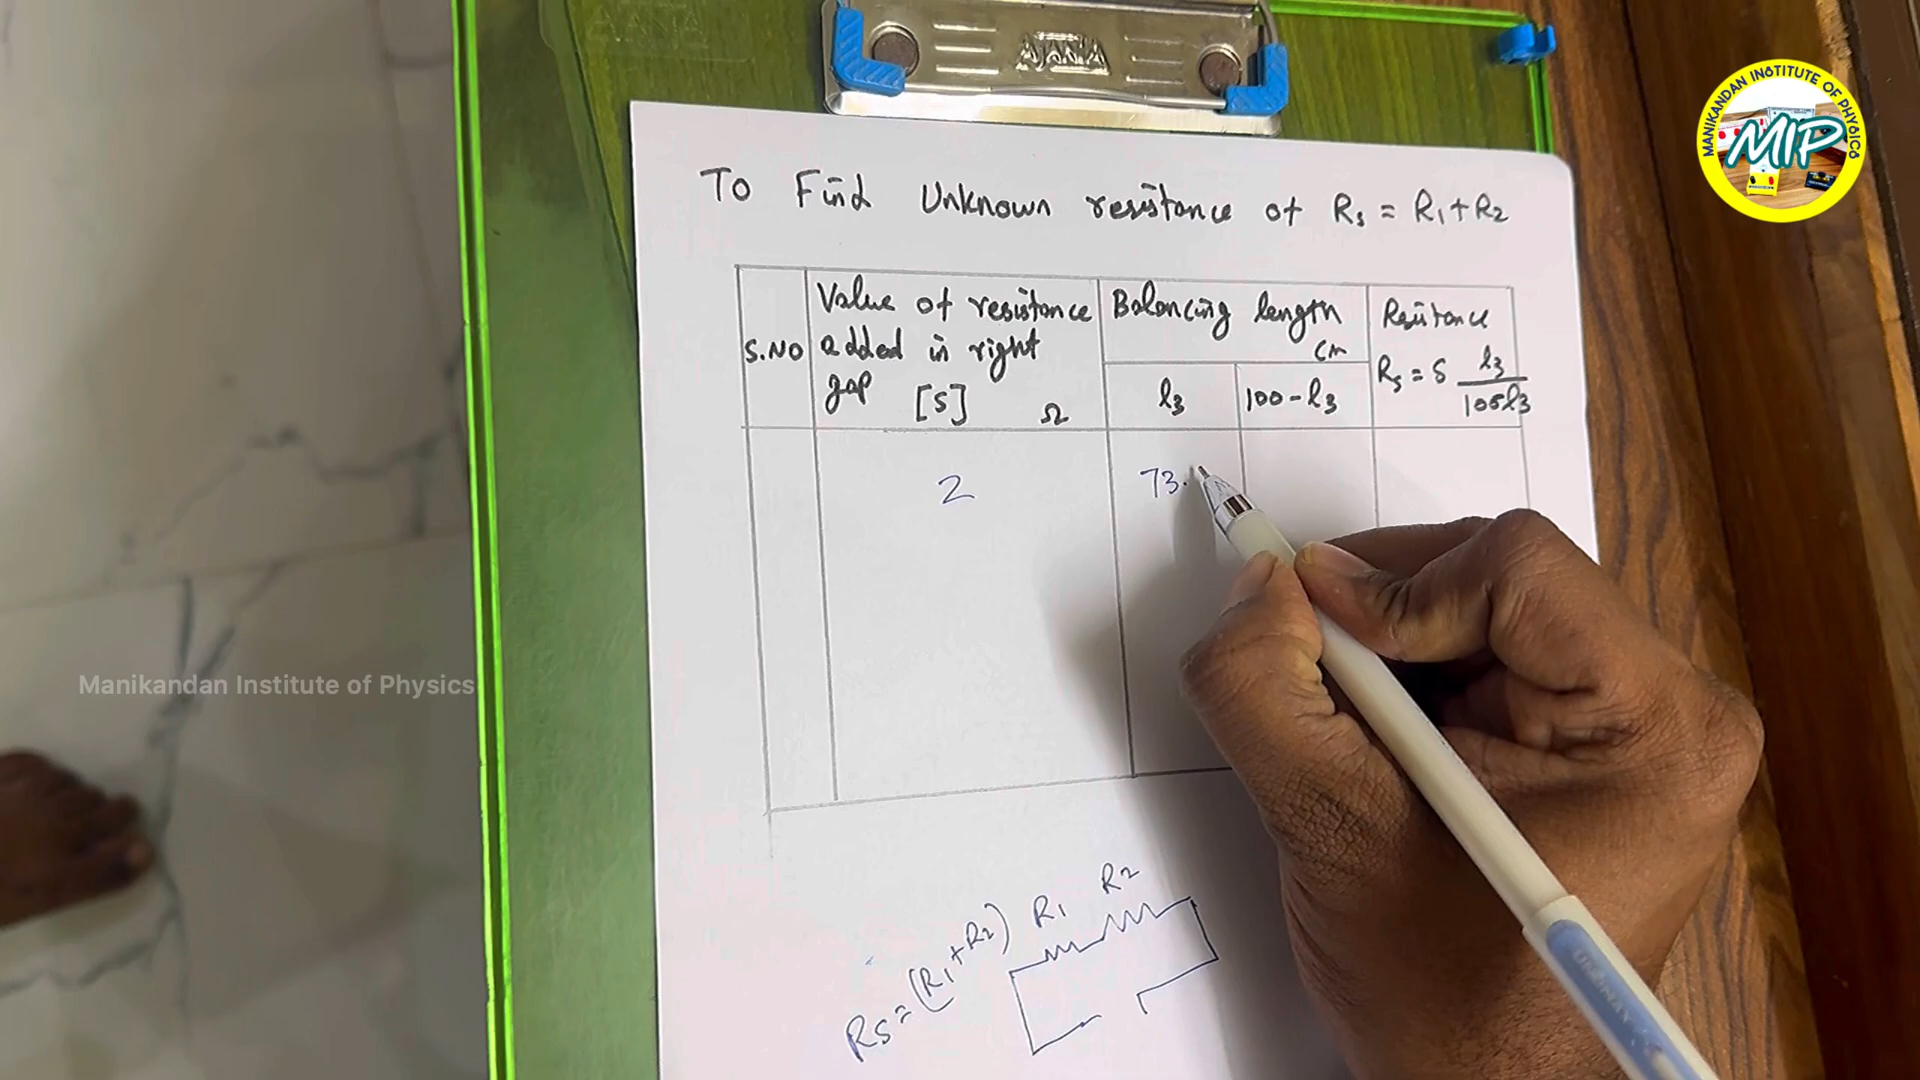 AJANTA
MANIKANDAN INSTITUTE OF PHYSICS
MIP
To Find Unknown resistance of Rs = R1+R2
S.NO
Value of resistance
added in right
gap [S] Ω
Balancing length
cm
l3
100-l3
Resistance
Rs = S l3
100-l3
2
73.
Manikandan Institute of Physics
R1 R2
Rs = (R1+R2)